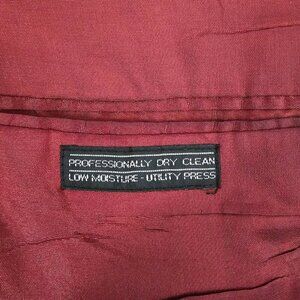 PROFESSIONALLY DRY CLEAN
LOW MOISTURE - UTILITY PRESS